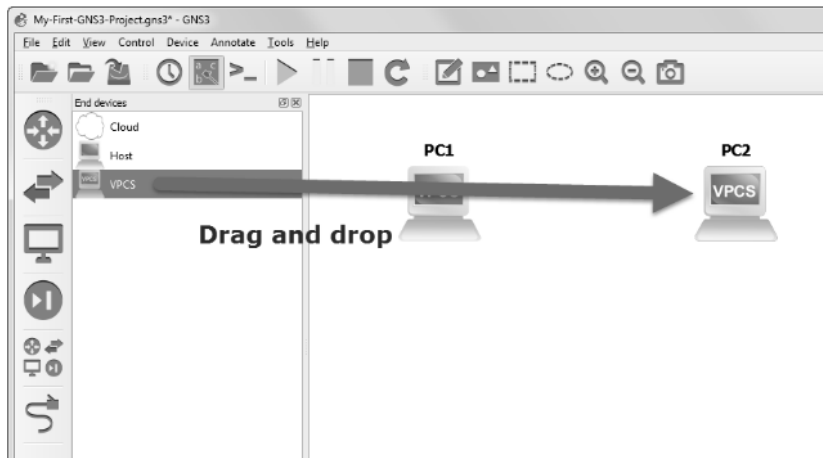 My-First-GNS3-Project.gns3* - GNS3
File Edit View Control Device Annotate Tools Help
End devices
Cloud
Host
VPCS
PC1
PC2
VPCS
Drag and drop